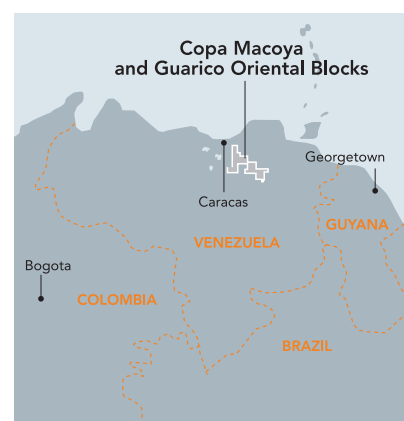 Copa Macoya
and Guarico Oriental Blocks
Georgetown
Caracas
GUYANA
VENEZUELA
Bogota
COLOMBIA
BRAZIL